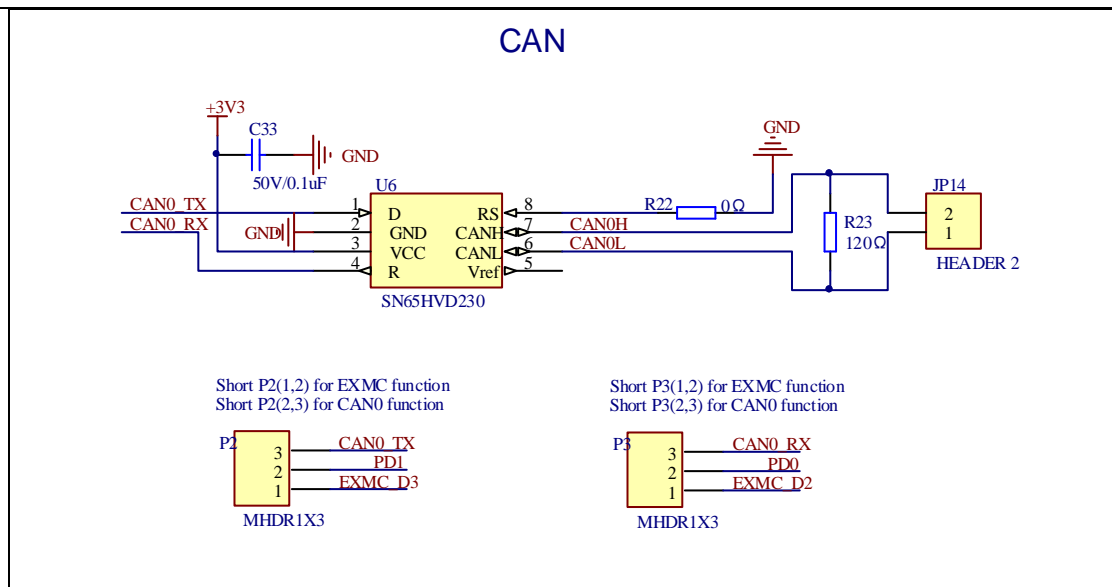 CAN
+3V3
C33
GND
50V/0.1uF
GND
CAN0_TX
CAN0_RX
GND
U6
1
2
3
4
D
GND
VCC
R
RS
CANH
CANL
Vref
8
7
6
5
SN65HVD230
R22
0Ω
CAN0H
CAN0L
R23
120Ω
JP14
2
1
HEADER 2
Short P2(1,2) for EXMC function
Short P2(2,3) for CAN0 function
P2
3 CAN0_TX
2 PD1
1 EXMC_D3
MHDR1X3
Short P3(1,2) for EXMC function
Short P3(2,3) for CAN0 function
P3
3 CAN0_RX
2 PD0
1 EXMC_D2
MHDR1X3